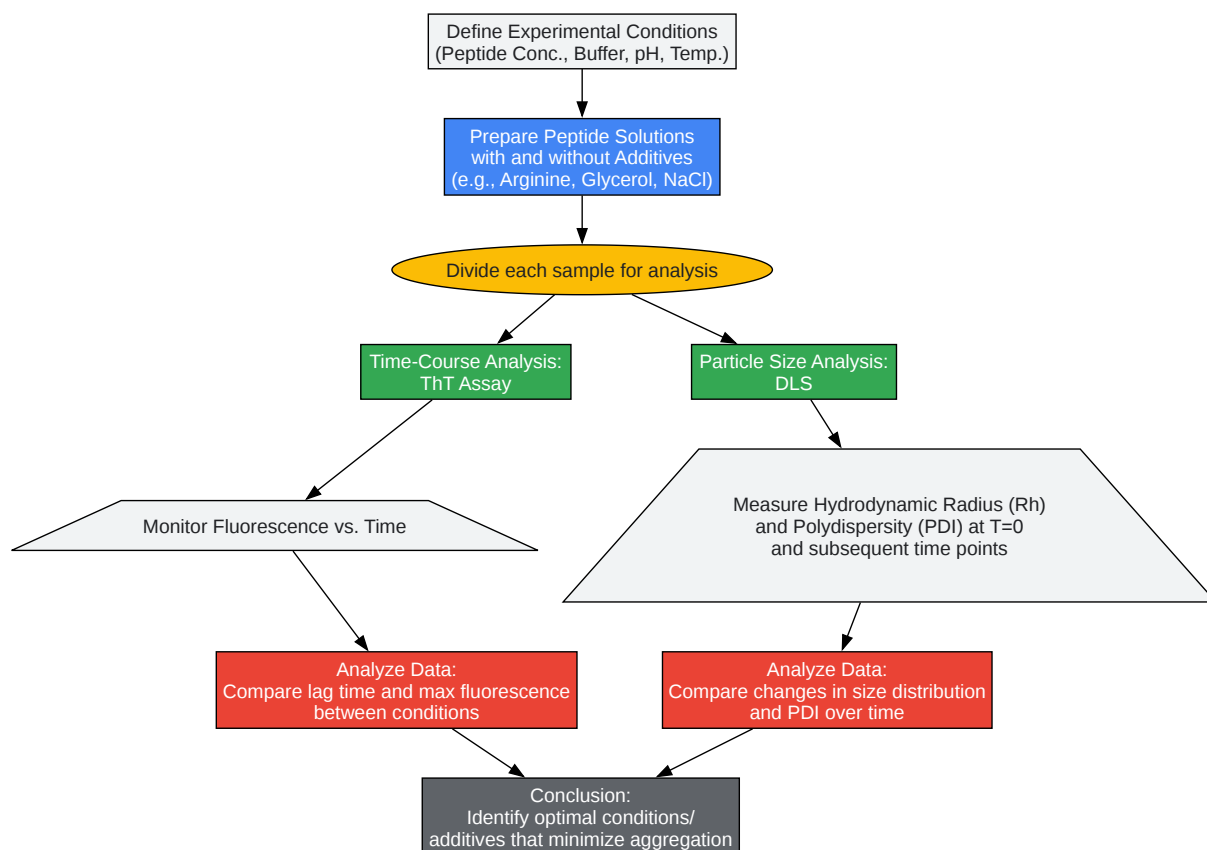 Define Experimental Conditions
(Peptide Conc., Buffer, pH, Temp.)
Prepare Peptide Solutions
with and without Additives
(e.g., Arginine, Glycerol, NaCl)
Divide each sample for analysis
Time-Course Analysis:
ThT Assay
Particle Size Analysis:
DLS
Monitor Fluorescence vs. Time
Measure Hydrodynamic Radius (Rh)
and Polydispersity (PDI) at T=0
and subsequent time points
Analyze Data:
Compare lag time and max fluorescence
between conditions
Analyze Data:
Compare changes in size distribution
and PDI over time
Conclusion:
Identify optimal conditions/
additives that minimize aggregation